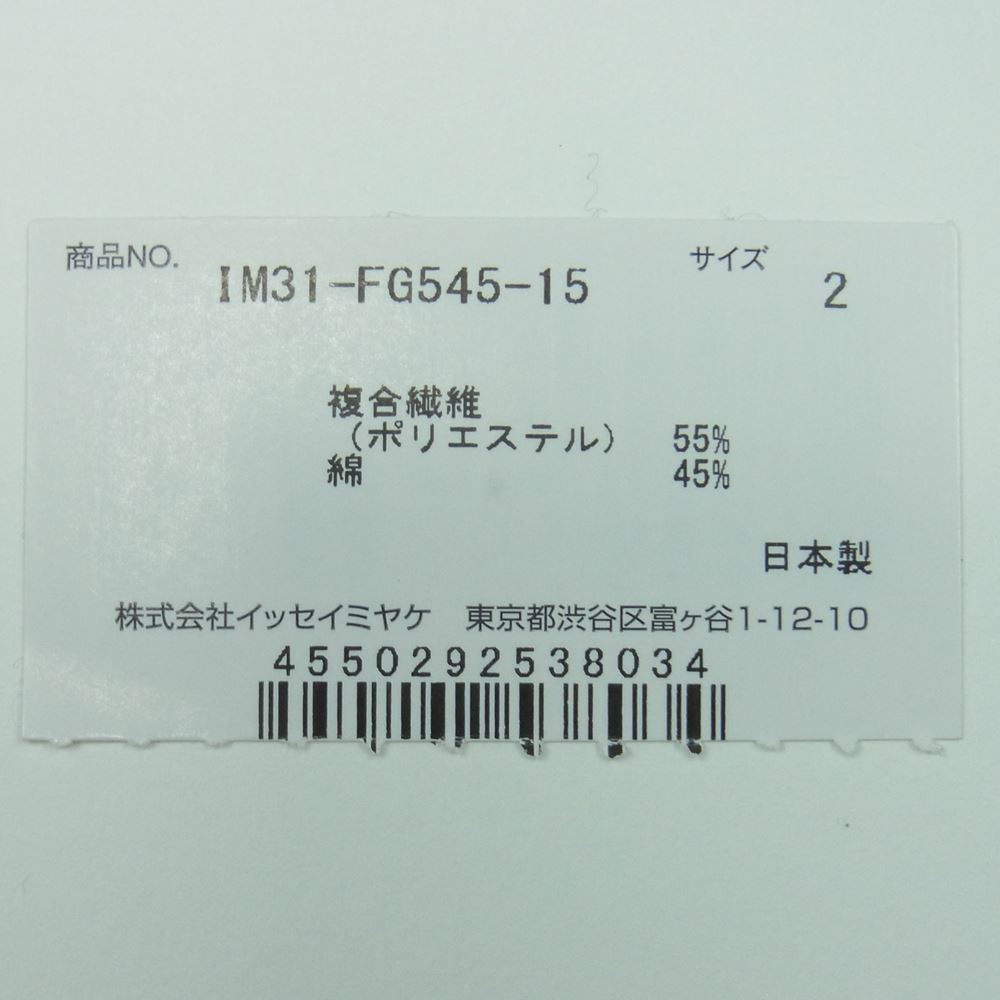 商品NO. IM31-FG545-15 サイズ 2
複合繊維
（ポリエステル） 55%
綿 45%
日本製
株式会社イッセイミヤケ 東京都渋谷区富ヶ谷1-12-10
4550292538034